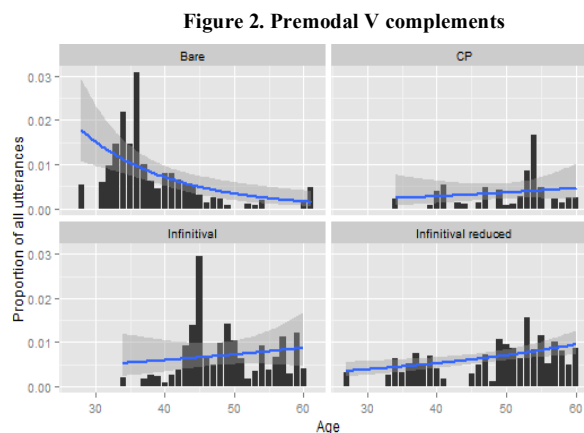 Figure 2. Premodal V complements
Bare
CP
0.03
0.02
0.01
0.00
Infinitival
Infinitival reduced
0.03
0.02
0.01
0.00
Proportion of all utterances
30 40 50 60 30 40 50 60
Age